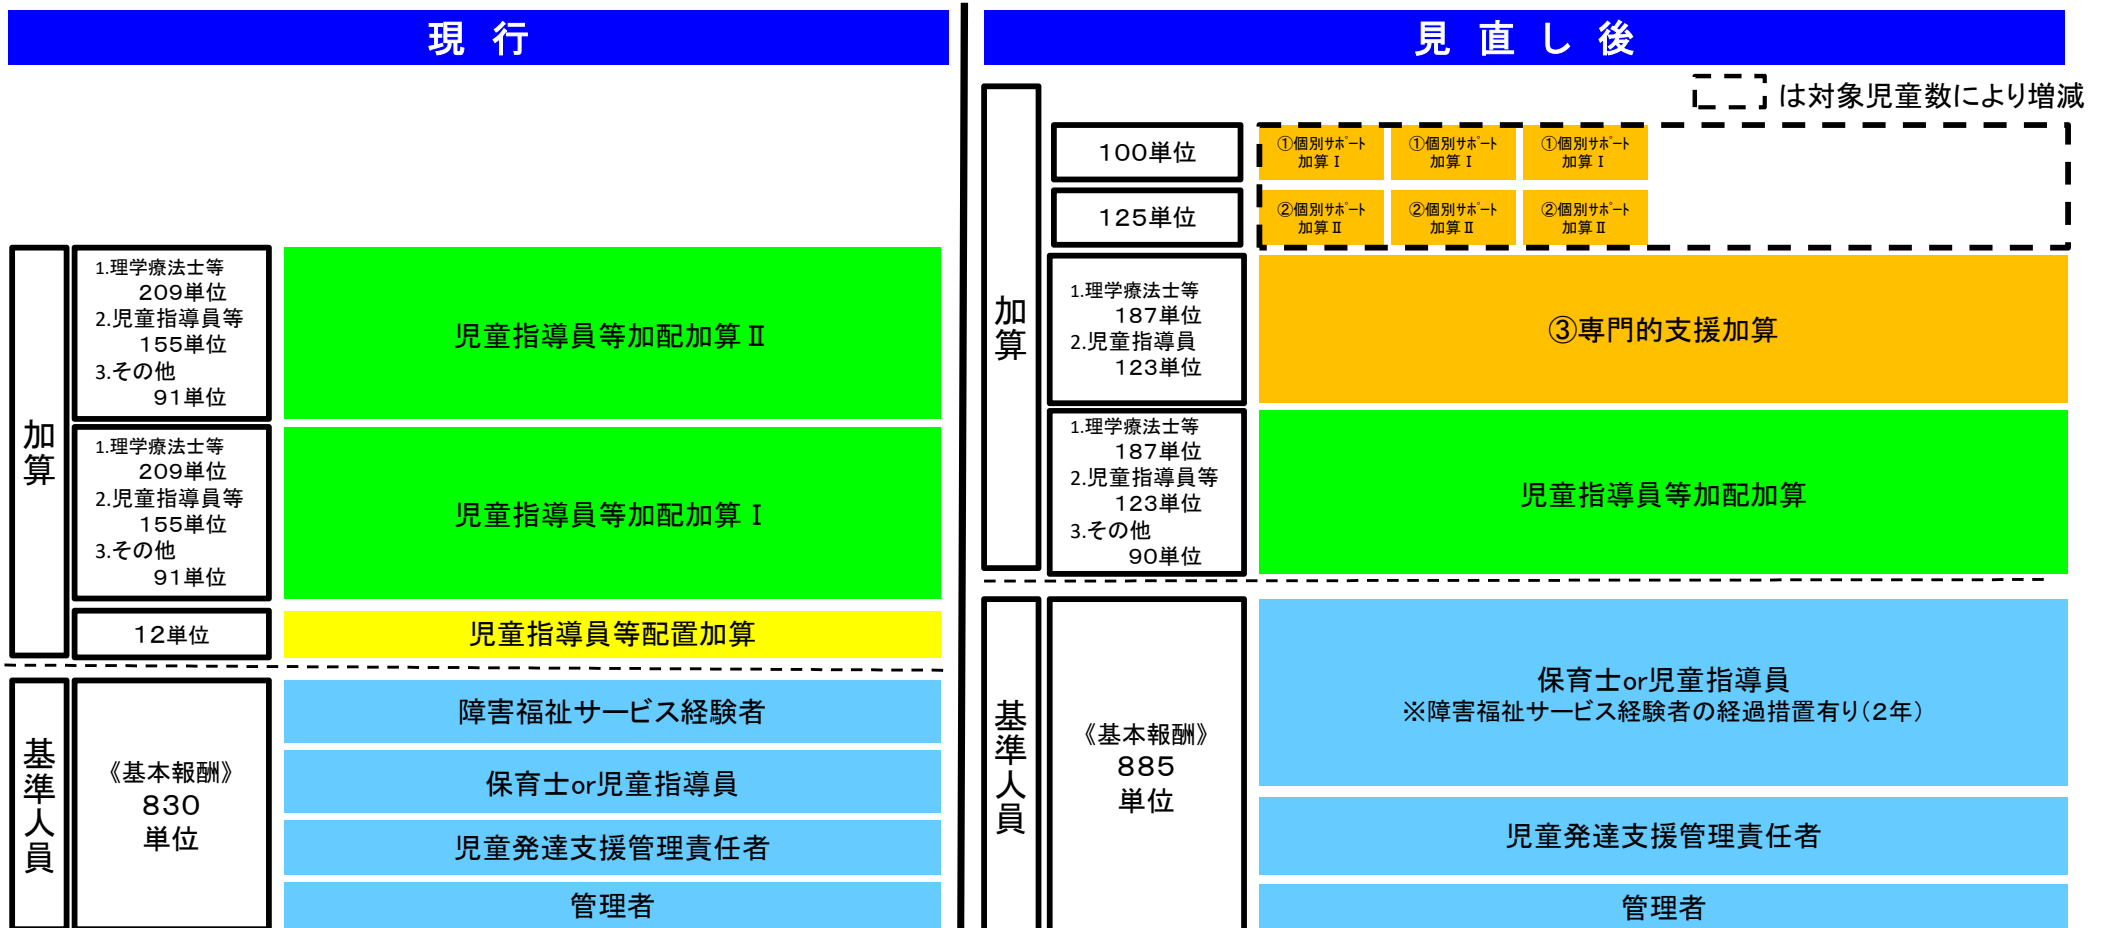 現 行
加算
1.理学療法士等
209単位
2.児童指導員等
155単位
3.その他
91単位
児童指導員等加配加算Ⅱ
1.理学療法士等
209単位
2.児童指導員等
155単位
3.その他
91単位
児童指導員等加配加算Ⅰ
12単位
児童指導員等配置加算
基準人員
《基本報酬》
830
単位
障害福祉サービス経験者
保育士or児童指導員
児童発達支援管理責任者
管理者
見 直 し 後
は対象児童数により増減
加算
100単位
①個別サポート
加算Ⅰ
①個別サポート
加算Ⅰ
①個別サポート
加算Ⅰ
125単位
②個別サポート
加算Ⅱ
②個別サポート
加算Ⅱ
②個別サポート
加算Ⅱ
1.理学療法士等
187単位
2.児童指導員
123単位
③専門的支援加算
1.理学療法士等
187単位
2.児童指導員等
123単位
3.その他
90単位
児童指導員等加配加算
基準人員
《基本報酬》
885
単位
保育士or児童指導員
※障害福祉サービス経験者の経過措置有り(2年)
児童発達支援管理責任者
管理者